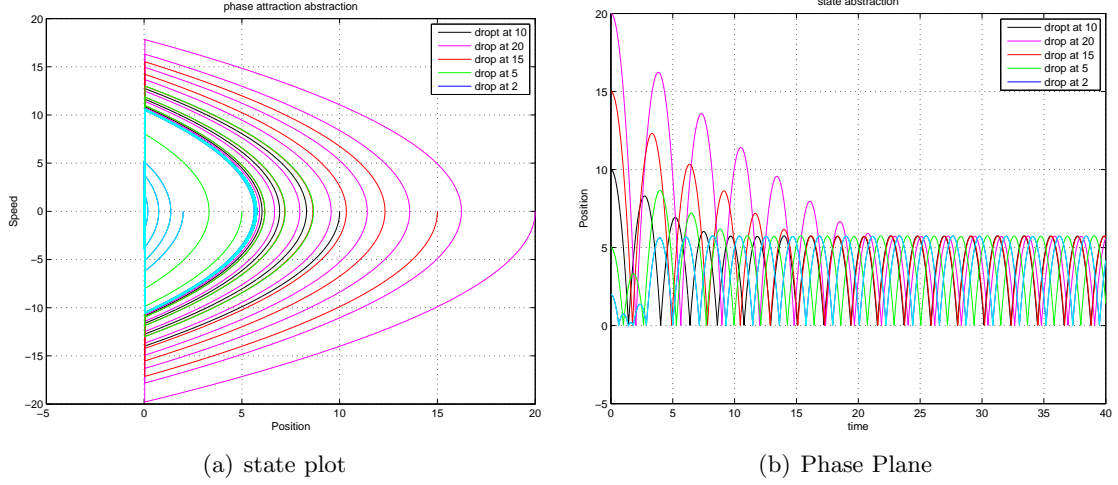 phase attraction abstraction
20
15
10
5
0
−5
−10
−15
−20
−5
0
5
10
15
20
Speed
Position
dropt at 10
drop at 20
drop at 15
drop at 5
drop at 2
(a) state plot
state abstraction
20
15
10
5
0
−5
0
5
10
15
20
25
30
35
40
Position
time
dropt at 10
drop at 20
drop at 15
drop at 5
drop at 2
(b) Phase Plane